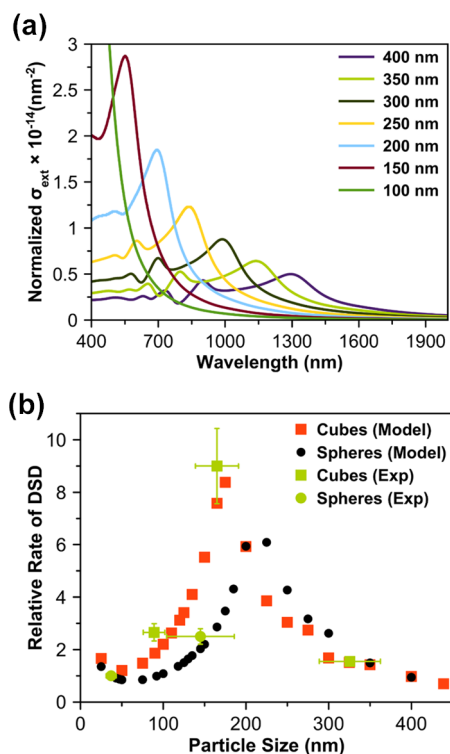 (a)
Normalized σext × 10-14(nm-2)
3
2.5
2
1.5
1
0.5
0
400 nm
350 nm
300 nm
250 nm
200 nm
150 nm
100 nm
400 700 1000 1300 1600 1900
Wavelength (nm)
(b)
Relative Rate of DSD
10
8
6
4
2
0
Cubes (Model)
Spheres (Model)
Cubes (Exp)
Spheres (Exp)
0 50 100 150 200 250 300 350 400
Particle Size (nm)